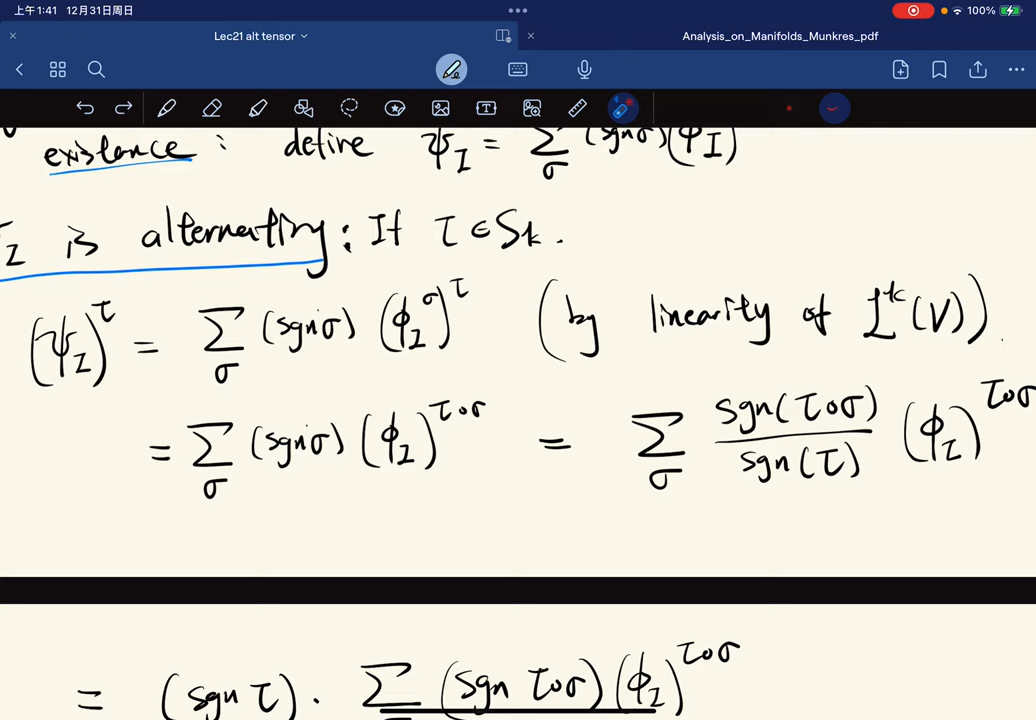 上午1:41 12月31日周日
100%
Lec21 alt tensor
Analysis_on_Manifolds_Munkres_pdf
existence : define ψ_I = Σ_σ (sgn σ)(φ_I)
is alternating: If τ ∈ S_k.
(ψ_I)^τ = Σ_σ (sgn σ) (φ_I^σ)^τ (by linearity of L^k(V)).
= Σ_σ (sgn σ) (φ_I)^{τ∘σ} = Σ_σ sgn(τ∘σ)/sgn(τ) (φ_I)^{τ∘σ}
= (sgn τ) · Σ (sgn τ∘σ) (φ_I)^{τ∘σ}